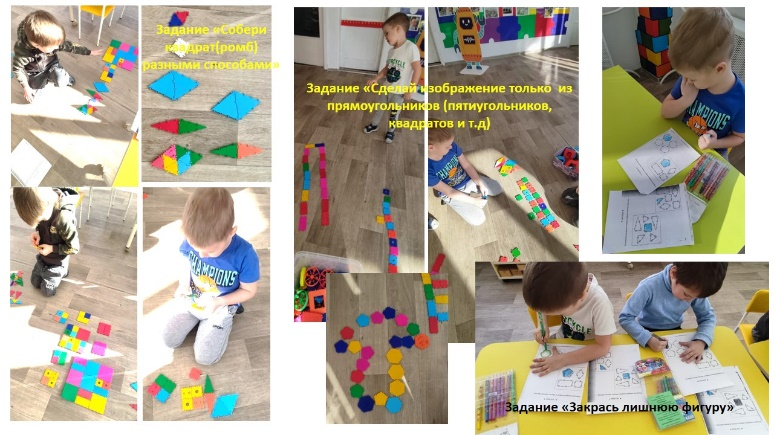 Задание «Собери
квадрат(ромб)
разными способами»
Задание «Сделай изображение только из
прямоугольников (пятиугольников,
квадратов и т.д)
CHAMPIONS
CHAMPIONS
CHAMPIONS
Задание «Закрась лишнюю фигуру»